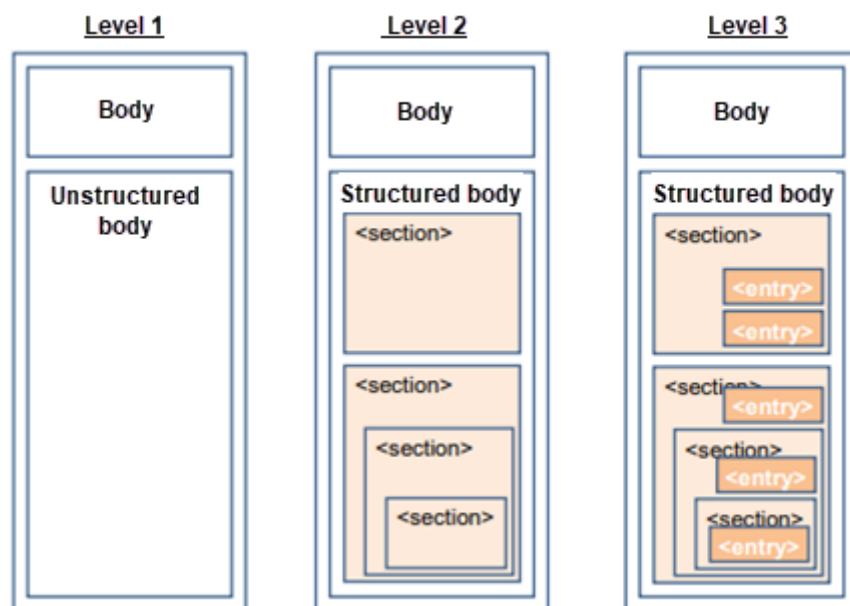 Level 1
Body
Unstructured
body
Level 2
Body
Structured body
<section>
<section>
<section>
<section>
Level 3
Body
Structured body
<section>
<entry>
<entry>
<section>
<entry>
<section>
<entry>
<section>
<entry>